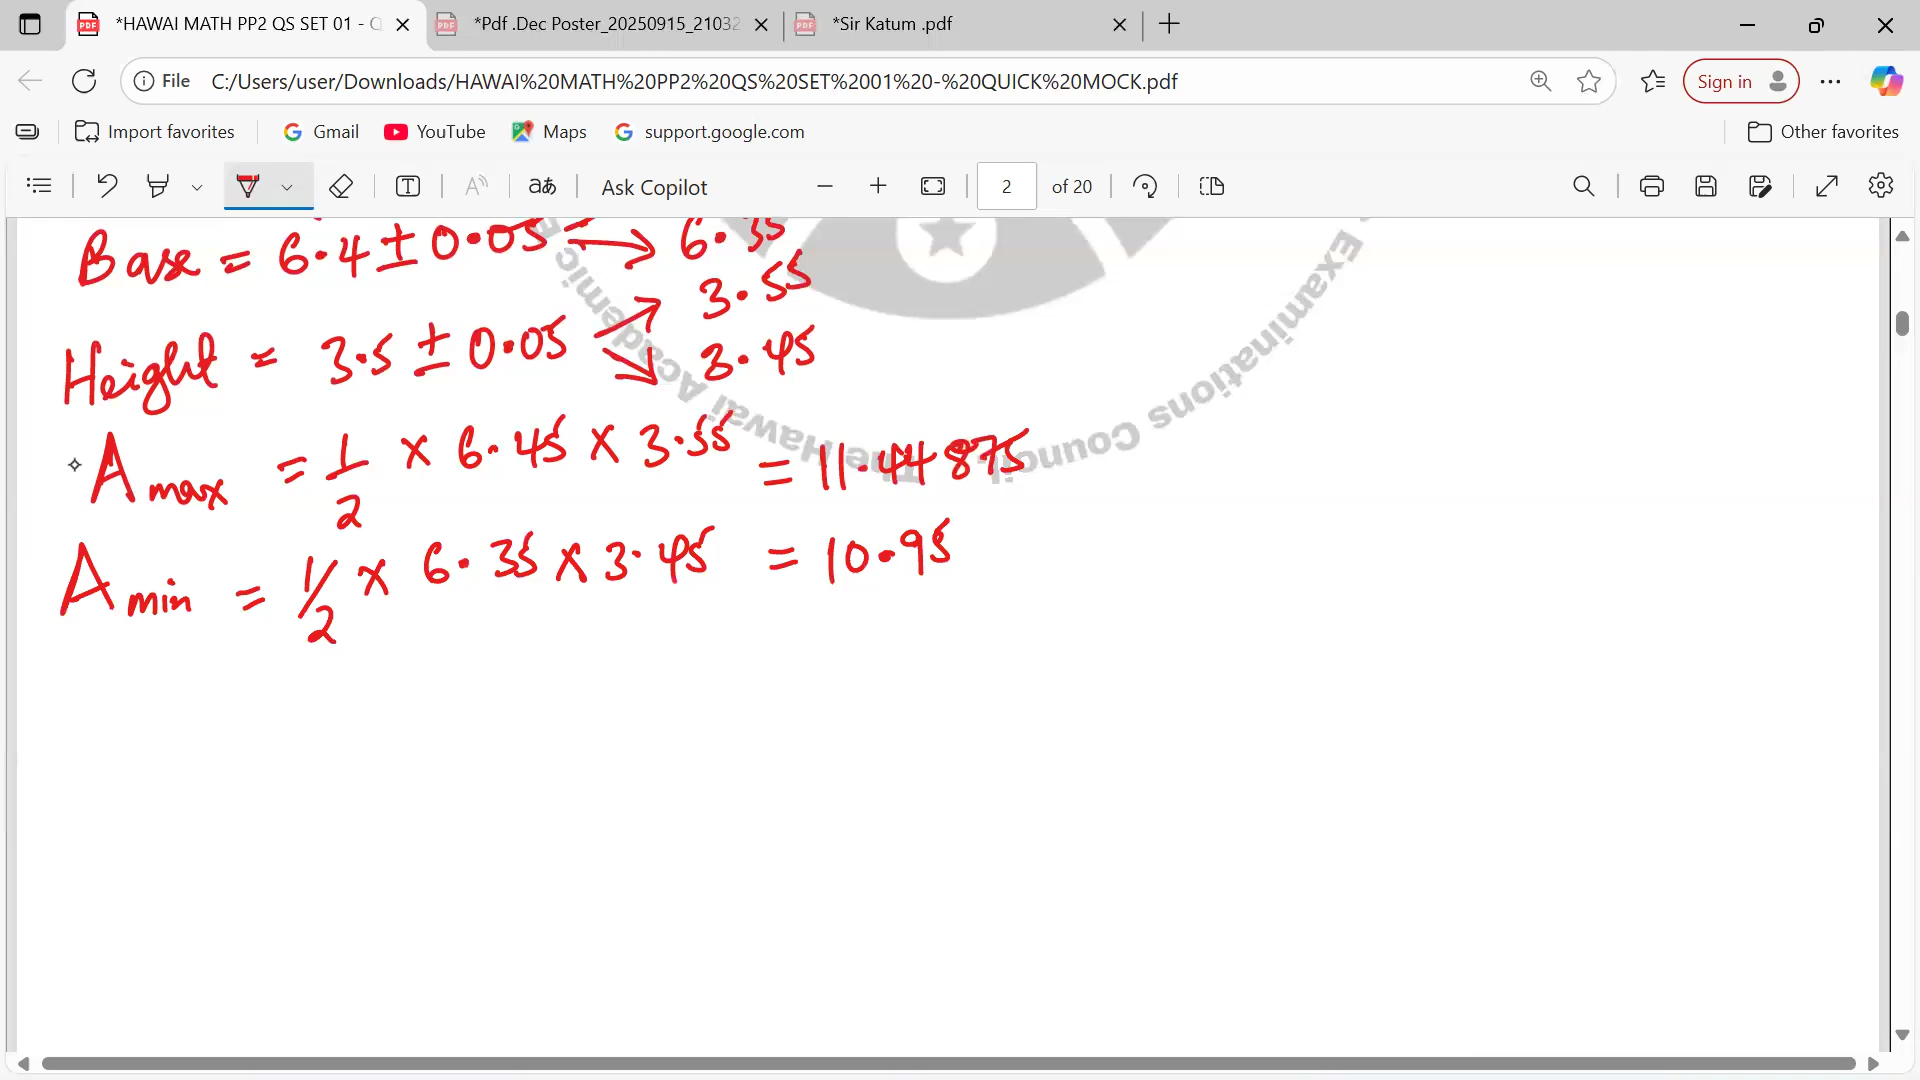 *HAWAI MATH PP2 QS SET 01 - Q
*Pdf .Dec Poster_20250915_21032
*Sir Katum .pdf
File C:/Users/user/Downloads/HAWAI%20MATH%20PP2%20QS%20SET%2001%20-%20QUICK%20MOCK.pdf
Sign in
Import favorites
Gmail
YouTube
Maps
support.google.com
Other favorites
Ask Copilot
2 of 20
Base = 6.4 ± 0.05 → 6.35
3.55
Height = 3.5 ± 0.05
3.45
A max = 1/2 × 6.45 × 3.55 = 11.44875
A min = 1/2 × 6.35 × 3.45 = 10.95
The Hawai Academic
Examinations Council